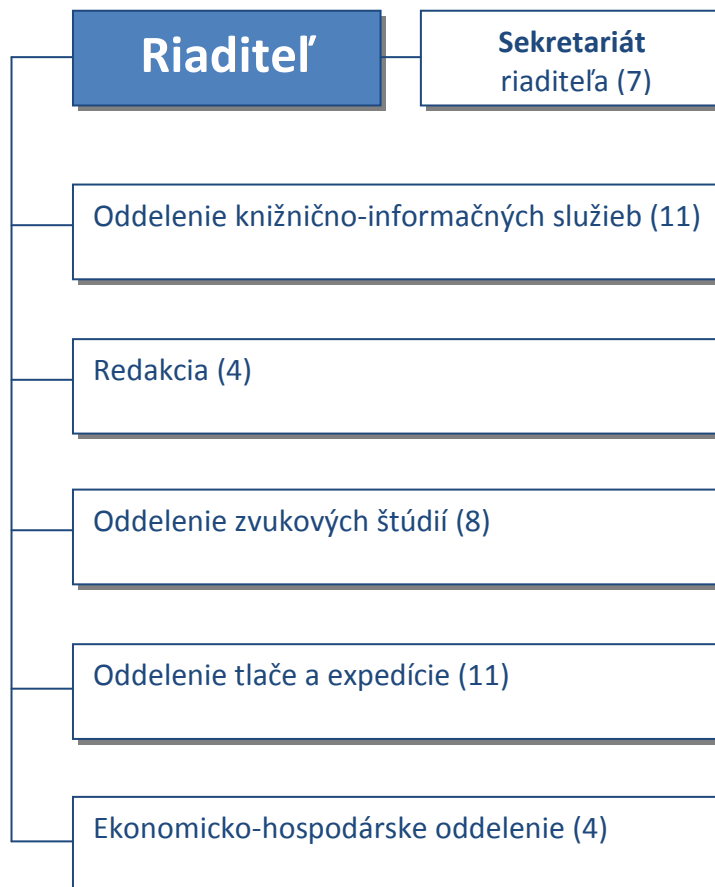 Riaditeľ
Sekretariát
riaditeľa (7)
Oddelenie knižnično-informačných služieb (11)
Redakcia (4)
Oddelenie zvukových štúdií (8)
Oddelenie tlače a expedície (11)
Ekonomicko-hospodárske oddelenie (4)